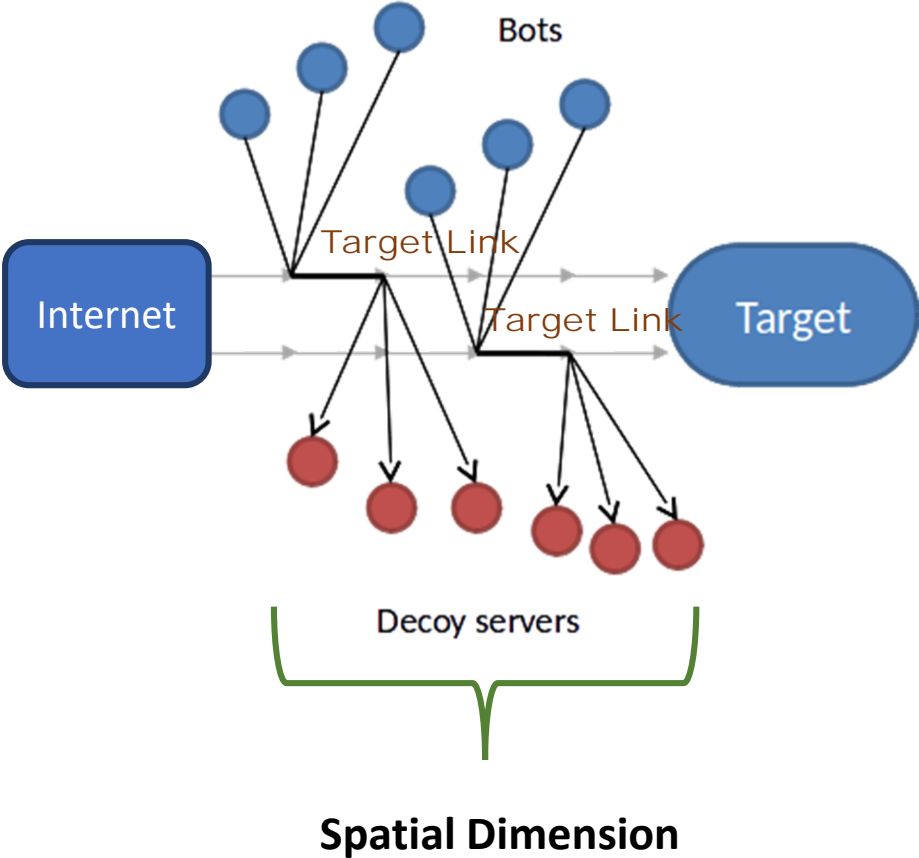 Bots
Target Link
Internet
Target Link
Target
Decoy servers
Spatial Dimension